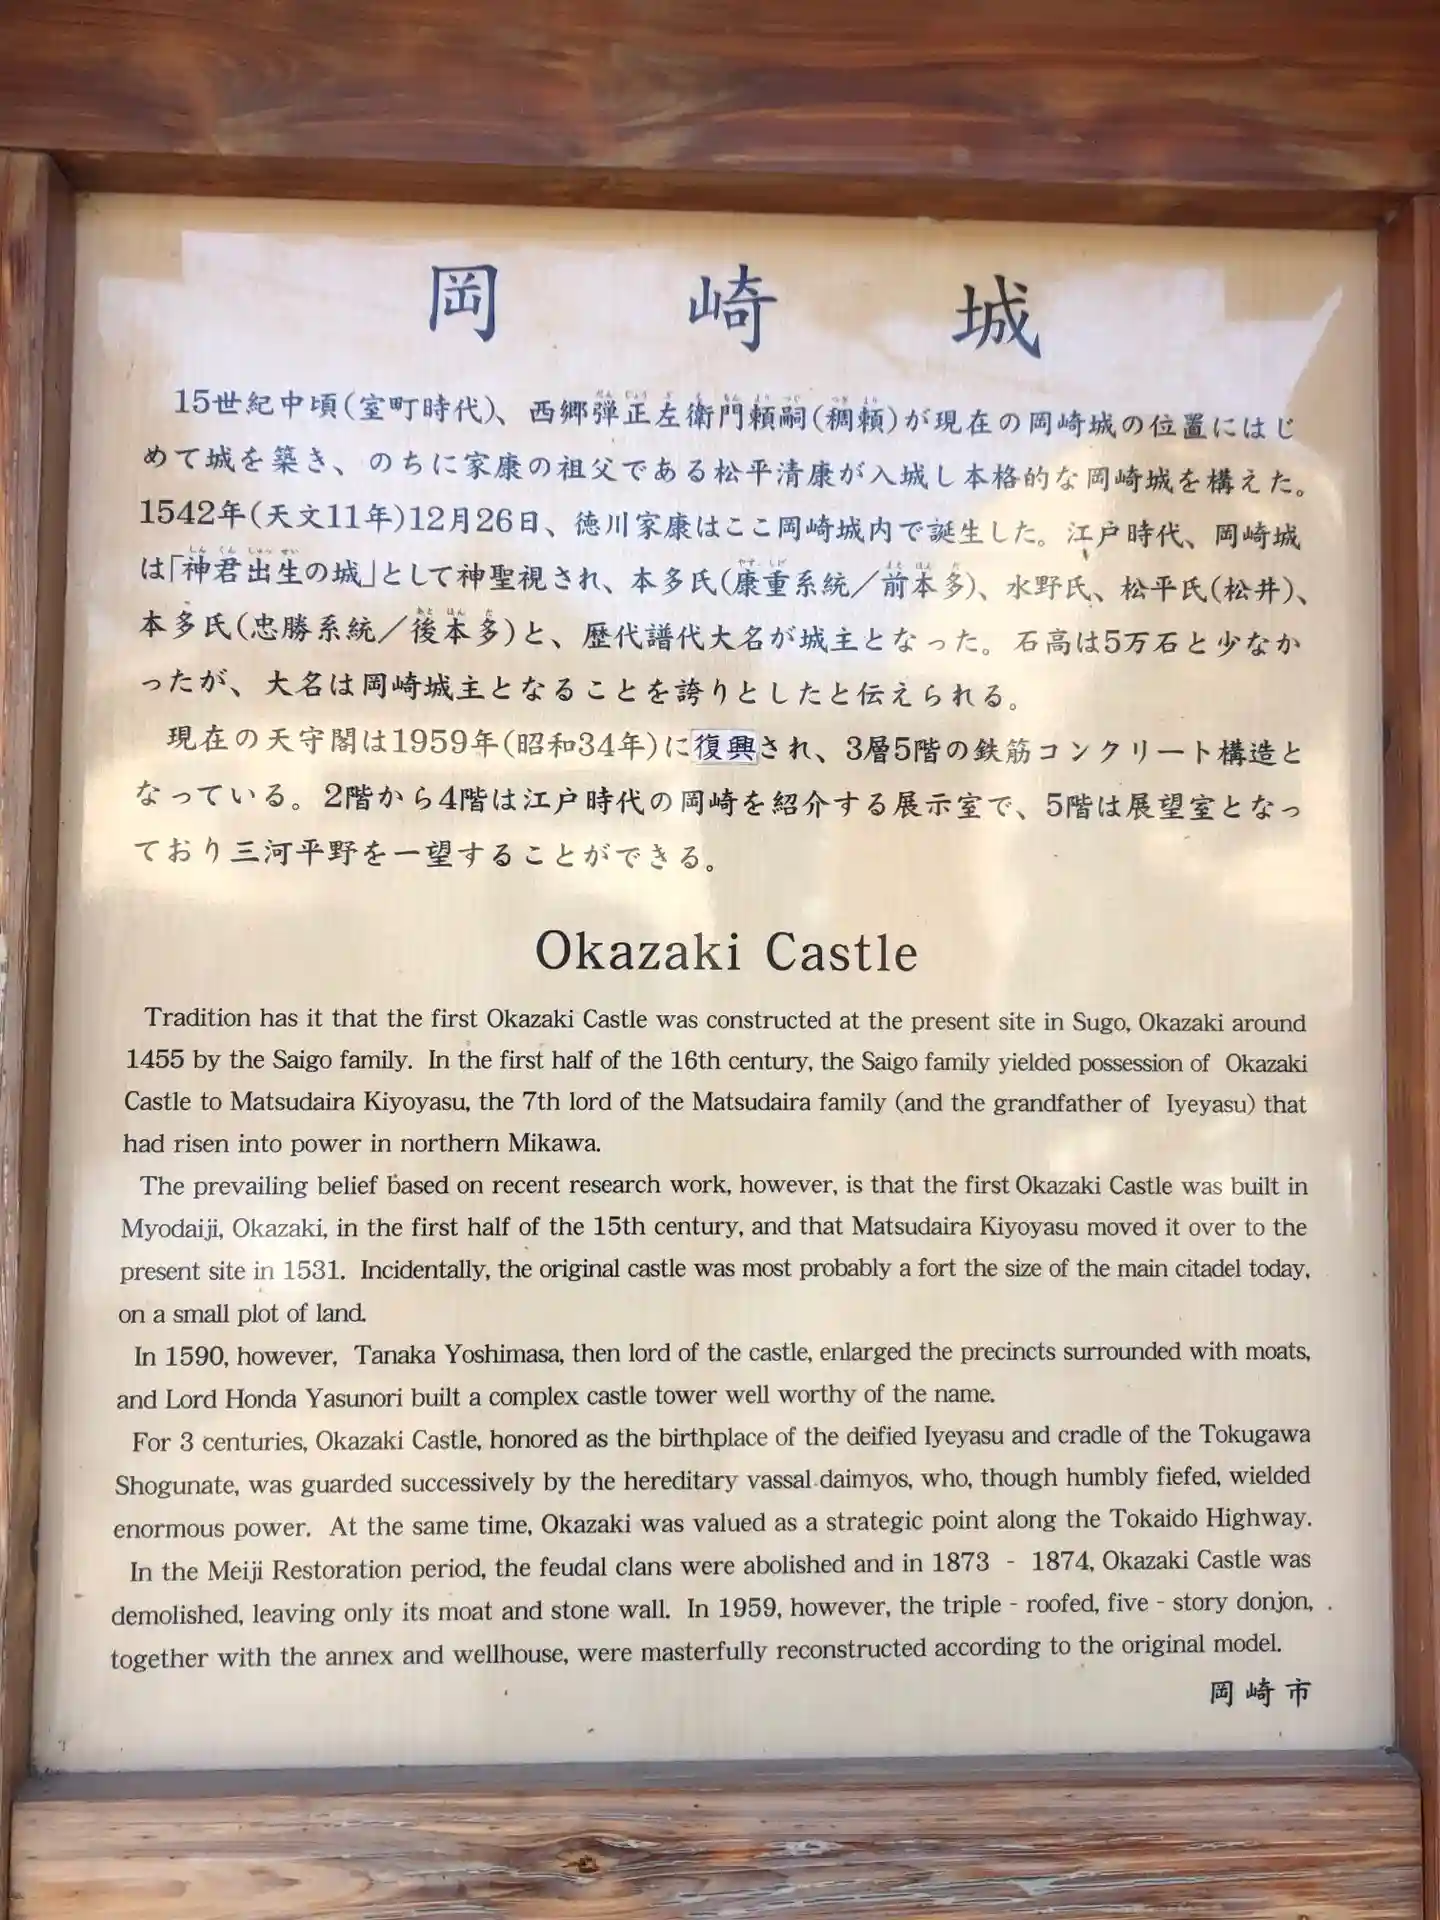 岡崎城
15世紀中頃(室町時代)、西郷弾正左衛門頼嗣(稠頼)が現在の岡崎城の位置にはじ
めて城を築き、のちに家康の祖父である松平清康が入城し本格的な岡崎城を構えた。
1542年(天文11年)12月26日、徳川家康はここ岡崎城内で誕生した。江戸時代、岡崎城
は「神君出生の城」として神聖視され、本多氏(康重系統/前本多)、水野氏、松平氏(松井)、
本多氏(忠勝系統/後本多)と、歴代譜代大名が城主となった。石高は5万石と少なか
ったが、大名は岡崎城主となることを誇りとしたと伝えられる。
現在の天守閣は1959年(昭和34年)に復興され、3層5階の鉄筋コンクリート構造と
なっている。2階から4階は江戸時代の岡崎を紹介する展示室で、5階は展望室となっ
ており三河平野を一望することができる。
Okazaki Castle
Tradition has it that the first Okazaki Castle was constructed at the present site in Sugo, Okazaki around
1455 by the Saigo family. In the first half of the 16th century, the Saigo family yielded possession of Okazaki
Castle to Matsudaira Kiyoyasu, the 7th lord of the Matsudaira family (and the grandfather of Iyeyasu) that
had risen into power in northern Mikawa.
The prevailing belief based on recent research work, however, is that the first Okazaki Castle was built in
Myodaiji, Okazaki, in the first half of the 15th century, and that Matsudaira Kiyoyasu moved it over to the
present site in 1531. Incidentally, the original castle was most probably a fort the size of the main citadel today,
on a small plot of land.
In 1590, however, Tanaka Yoshimasa, then lord of the castle, enlarged the precincts surrounded with moats,
and Lord Honda Yasunori built a complex castle tower well worthy of the name.
For 3 centuries, Okazaki Castle, honored as the birthplace of the deified Iyeyasu and cradle of the Tokugawa
Shogunate, was guarded successively by the hereditary vassal daimyos, who, though humbly fiefed, wielded
enormous power. At the same time, Okazaki was valued as a strategic point along the Tokaido Highway.
In the Meiji Restoration period, the feudal clans were abolished and in 1873 - 1874, Okazaki Castle was
demolished, leaving only its moat and stone wall. In 1959, however, the triple - roofed, five - story donjon,
together with the annex and wellhouse, were masterfully reconstructed according to the original model.
岡崎市